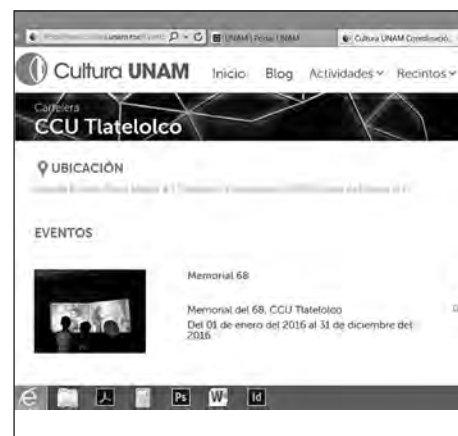 UNAM | Portal UNAM
Cultura UNAM Coordinació...
Cultura UNAM
Inicio Blog Actividades Recintos
Cartelera
CCU Tlatelolco
UBICACIÓN
EVENTOS
Memorial 68
Memorial del 68, CCU Tlatelolco
Del 01 de enero del 2016 al 31 de diciembre del
2016
Ps W Id